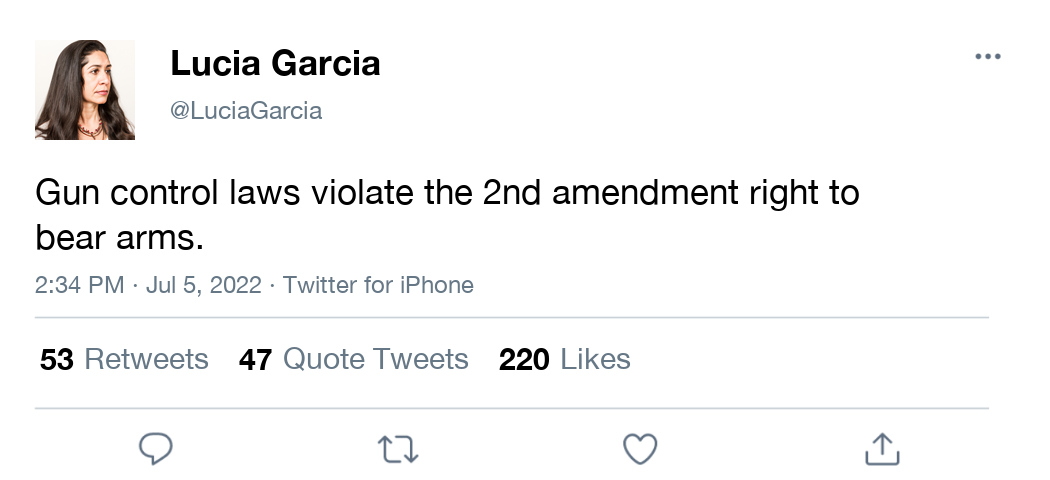 Lucia Garcia
@LuciaGarcia
Gun control laws violate the 2nd amendment right to
bear arms.
2:34 PM · Jul 5, 2022 · Twitter for iPhone
53 Retweets 47 Quote Tweets 220 Likes